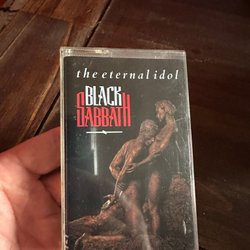 the eternal idol
BLACK
SABBATH